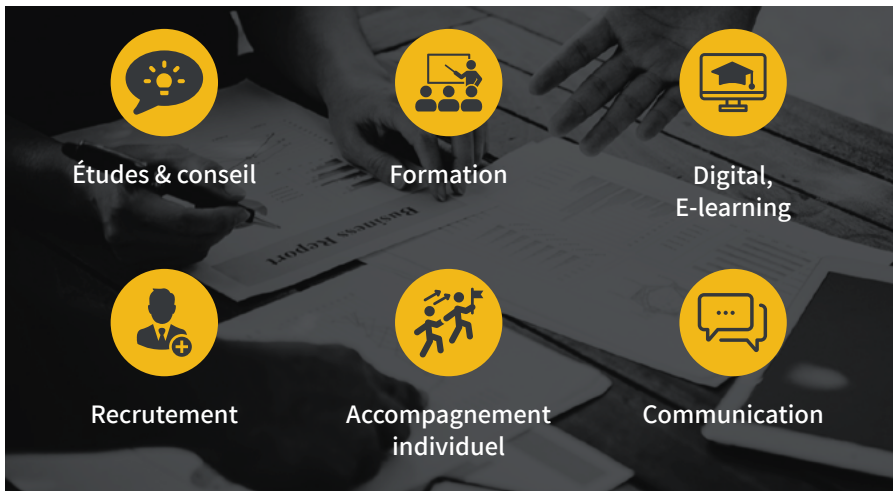 Études & conseil
Formation
Digital,
E-learning
Business Report
Recrutement
Accompagnement
individuel
Communication